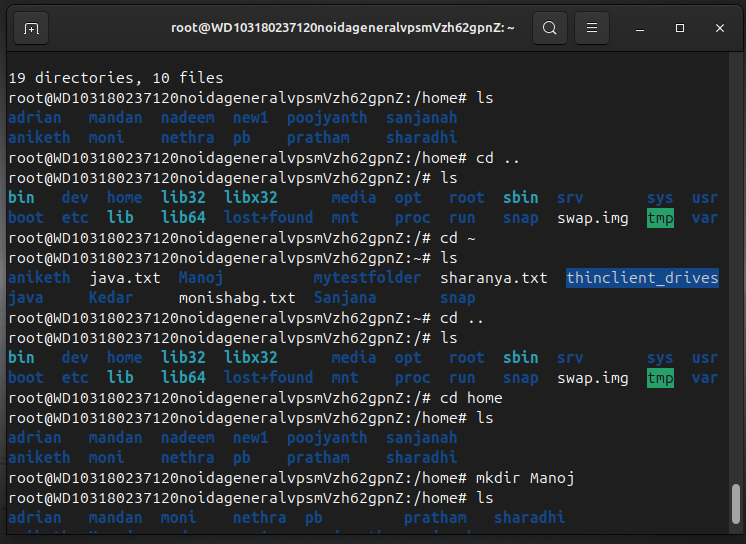 root@WD103180237120noidageneralvpsmVzh62gpnZ: ~
19 directories, 10 files
root@WD103180237120noidageneralvpsmVzh62gpnZ:/home# ls
adrian mandan nadeem new1 poojyanth sanjanah
aniketh moni nethra pb pratham sharadhi
root@WD103180237120noidageneralvpsmVzh62gpnZ:/home# cd ..
root@WD103180237120noidageneralvpsmVzh62gpnZ:/# ls
bin dev home lib32 libx32 media opt root sbin srv sys usr
boot etc lib lib64 lost+found mnt proc run snap swap.img tmp var
root@WD103180237120noidageneralvpsmVzh62gpnZ:/# cd ~
root@WD103180237120noidageneralvpsmVzh62gpnZ:~# ls
aniketh java.txt Manoj mytestfolder sharanya.txt thinclient_drives
java Kedar monishabg.txt Sanjana snap
root@WD103180237120noidageneralvpsmVzh62gpnZ:~# cd ..
root@WD103180237120noidageneralvpsmVzh62gpnZ:/# ls
bin dev home lib32 libx32 media opt root sbin srv sys usr
boot etc lib lib64 lost+found mnt proc run snap swap.img tmp var
root@WD103180237120noidageneralvpsmVzh62gpnZ:/# cd home
root@WD103180237120noidageneralvpsmVzh62gpnZ:/home# ls
adrian mandan nadeem new1 poojyanth sanjanah
aniketh moni nethra pb pratham sharadhi
root@WD103180237120noidageneralvpsmVzh62gpnZ:/home# mkdir Manoj
root@WD103180237120noidageneralvpsmVzh62gpnZ:/home# ls
adrian mandan moni nethra pb pratham sharadhi